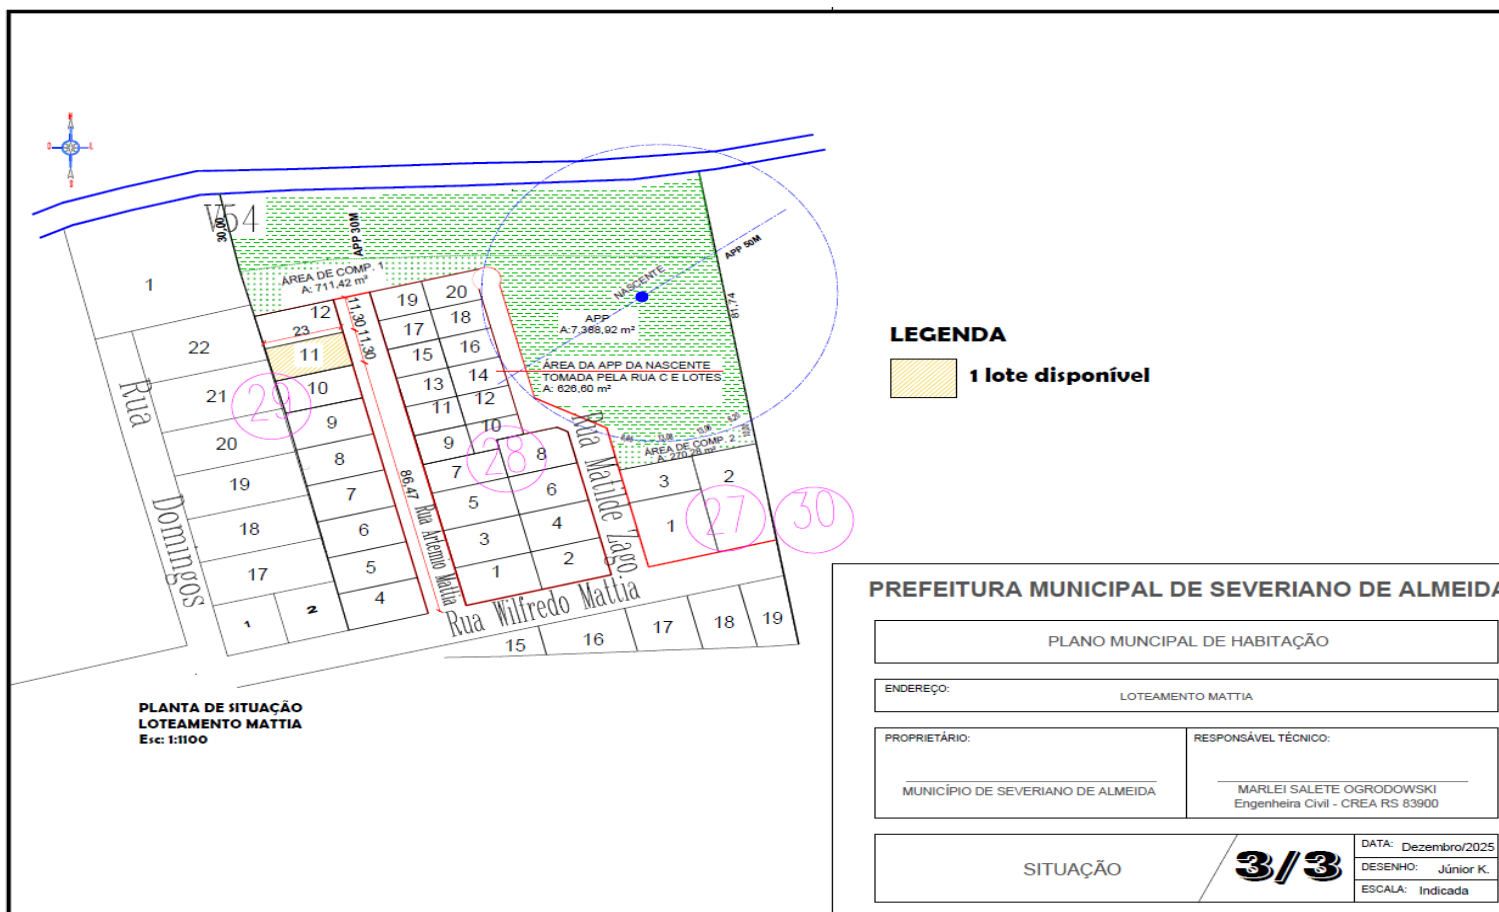 N
O
L
S
V54
30,00
APP 30M
ÁREA DE COMP. 1
A: 711,42 m²
NASCENTE
APP 50M
81,74
APP
A:7,388,92 m²
ÁREA DA APP DA NASCENTE
TOMADA PELA RUA C E LOTES
A: 626,60 m²
ÁREA DE COMP. 2
A: 270,28 m²
1
22
21
20
19
18
17
1
2
12
23
11
10
9
8
7
6
5
4
11,30
11,30
86,47
19
20
17
18
15
16
13
14
11
12
9
10
7
8
5
6
3
4
1
2
3
2
1
29
28
27
30
15
16
17
18
19
Rua Domingos
Rua Artemio Mattia
Rua Matilde Zago.
Rua Wilfredo Mattia
PLANTA DE SITUAÇÃO
LOTEAMENTO MATTIA
Esc: 1:1100
LEGENDA
1 lote disponível
PREFEITURA MUNICIPAL DE SEVERIANO DE ALMEIDA
PLANO MUNCIPAL DE HABITAÇÃO
ENDEREÇO:
LOTEAMENTO MATTIA
PROPRIETÁRIO:
MUNICÍPIO DE SEVERIANO DE ALMEIDA
RESPONSÁVEL TÉCNICO:
MARLEI SALETE OGRODOWSKI
Engenheira Civil - CREA RS 83900
SITUAÇÃO
3/3
DATA: Dezembro/2025
DESENHO: Júnior K.
ESCALA: Indicada